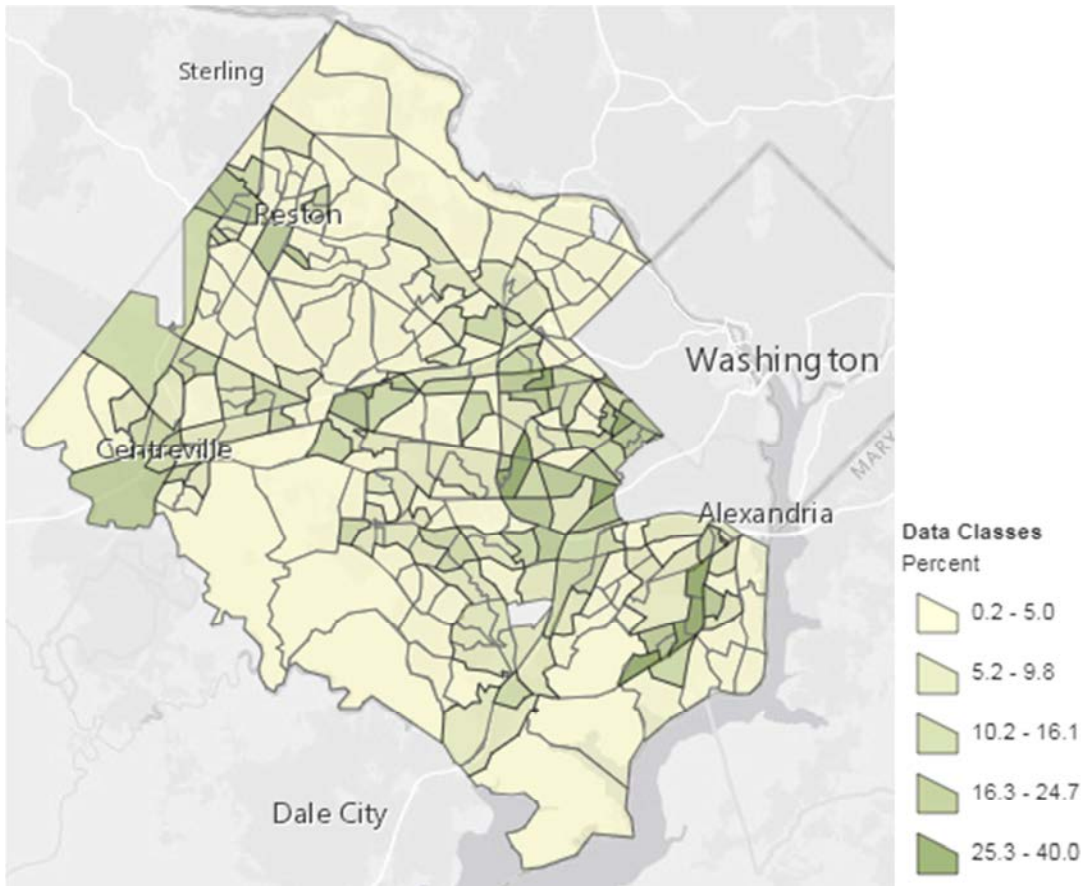 Sterling
Reston
Washington
Centreville
MARY
Alexandria
Dale City
Data Classes
Percent
0.2 - 5.0
5.2 - 9.8
10.2 - 16.1
16.3 - 24.7
25.3 - 40.0